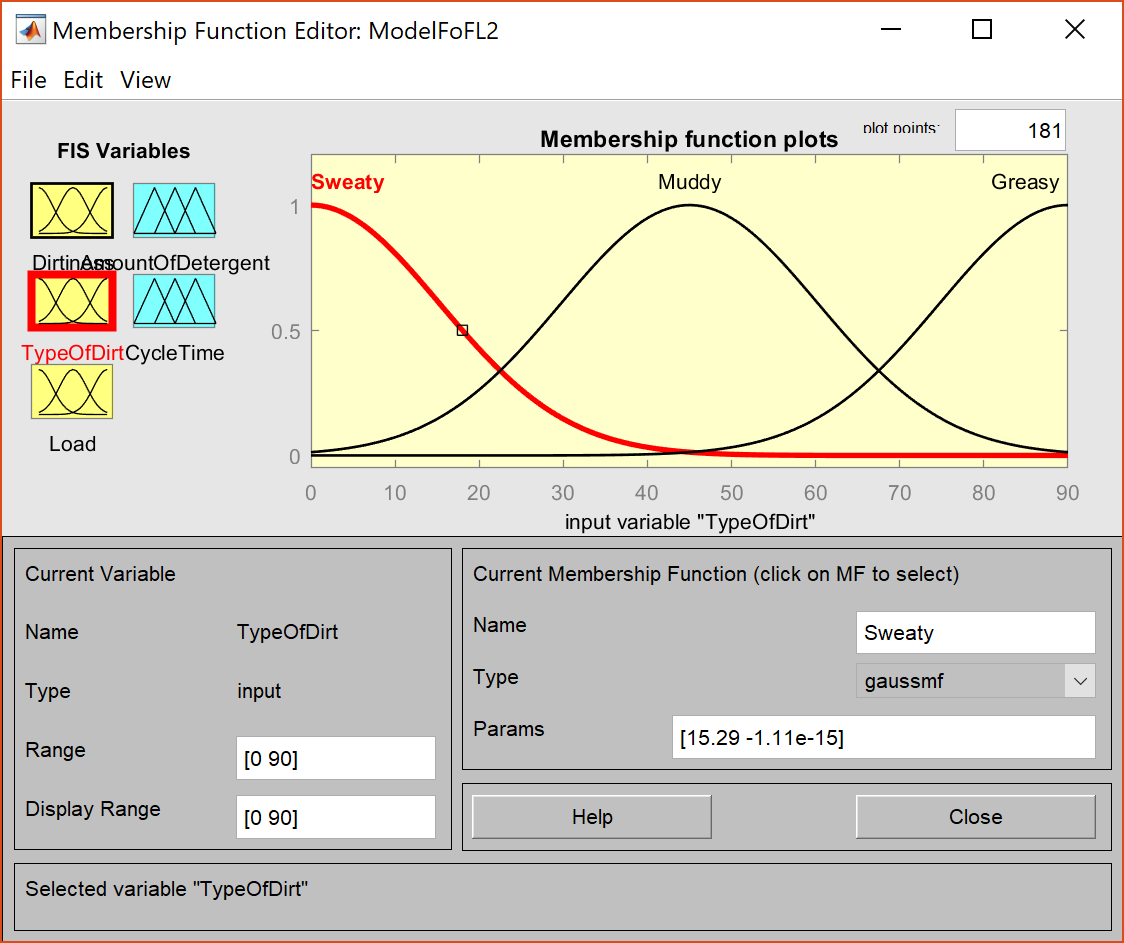 Membership Function Editor: ModelFoFL2
File Edit View
FIS Variables
Membership function plots
plot points:
181
Sweaty
Muddy
Greasy
1
0.5
0
0 10 20 30 40 50 60 70 80 90
input variable "TypeOfDirt"
Dirtiness
AmountOfDetergent
TypeOfDirt
CycleTime
Load
Current Variable
Name TypeOfDirt
Type input
Range [0 90]
Display Range [0 90]
Current Membership Function (click on MF to select)
Name Sweaty
Type gaussmf
Params [15.29 -1.11e-15]
Help Close
Selected variable "TypeOfDirt"